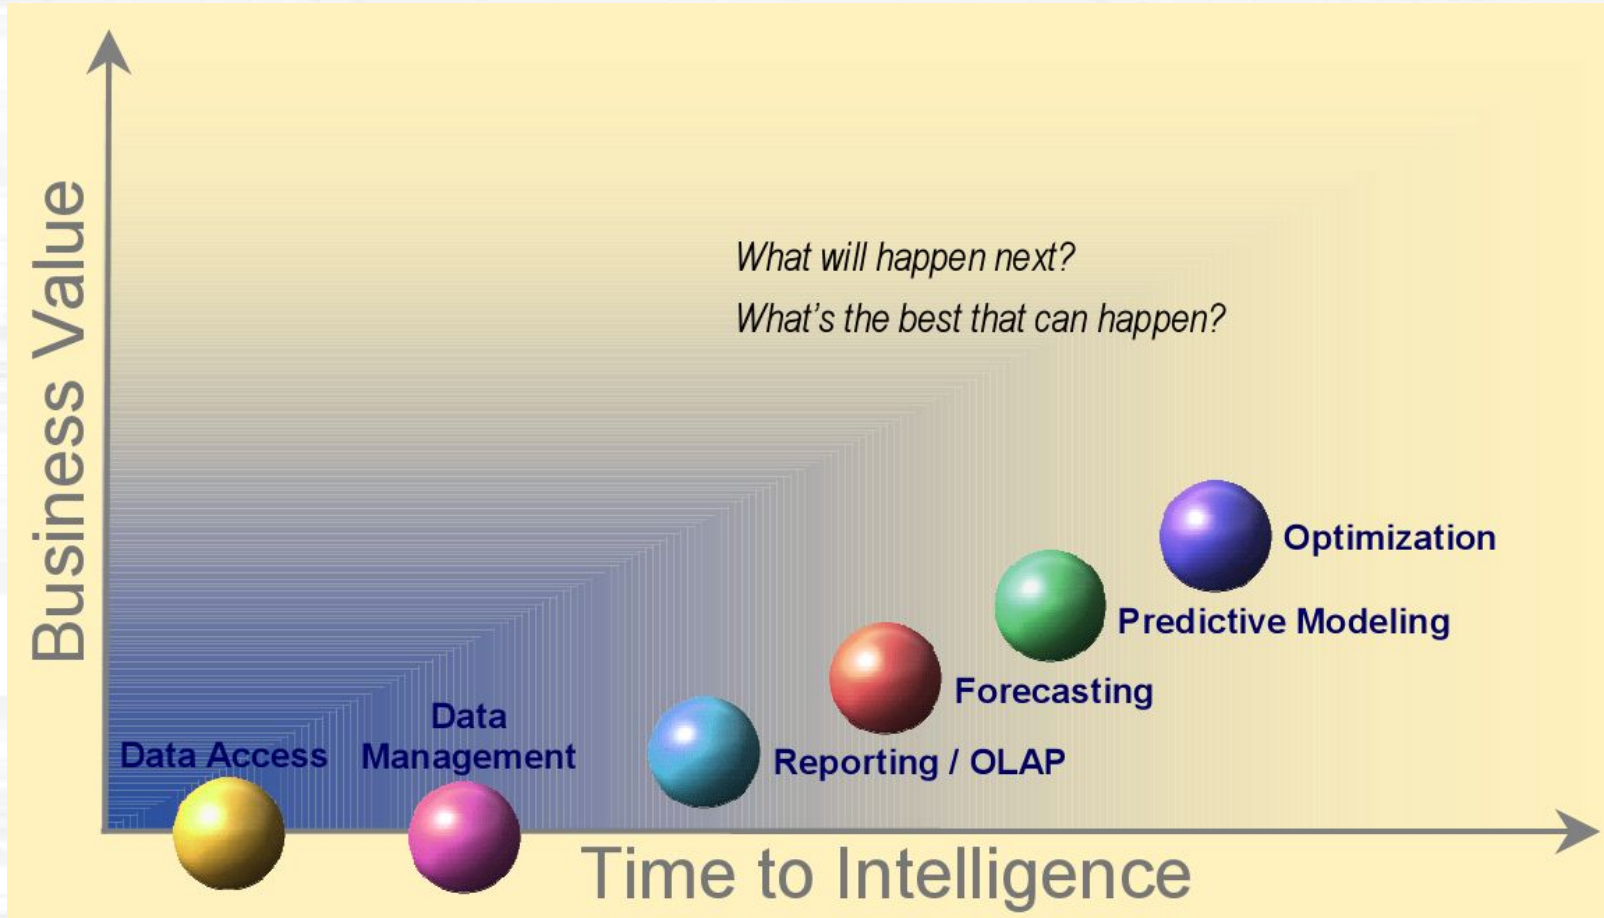 Business Value
What will happen next?
What's the best that can happen?
Optimization
Predictive Modeling
Forecasting
Data
Management
Data Access
Reporting / OLAP
Time to Intelligence